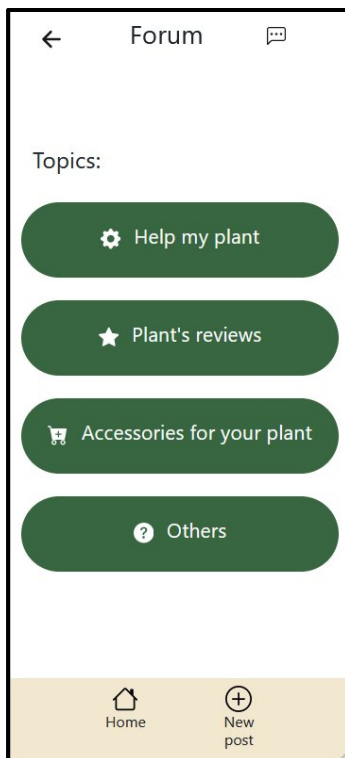 Forum
Topics:
Help my plant
Plant's reviews
Accessories for your plant
Others
Home
New
post